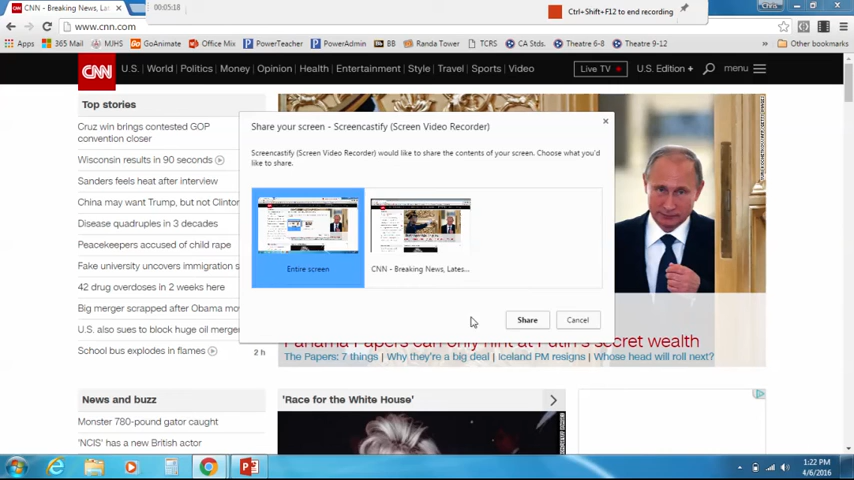 CNN - Breaking News, La
00:05:18
Ctrl+Shift+F12 to end recording
Chris
www.cnn.com
Apps 365 Mail MJHS GoAnimate Office Mix PowerTeacher PowerAdmin BB Randa Tower TCRS CA Stds. Theatre 6-8 Theatre 9-12 » Other bookmarks
CNN U.S. World Politics Money Opinion Health Entertainment Style Travel Sports Video Live TV U.S. Edition + menu
Top stories
Cruz win brings contested GOP
convention closer
Wisconsin results in 90 seconds
Sanders feels heat after interview
China may want Trump, but not Clinton
Disease quadruples in 3 decades
Peacekeepers accused of child rape
Fake university uncovers immigration s
42 drug overdoses in 2 weeks here
Big merger scrapped after Obama mov
U.S. also sues to block huge oil merger
School bus explodes in flames
2 h
Share your screen - Screencastify (Screen Video Recorder)
Screencastify (Screen Video Recorder) would like to share the contents of your screen. Choose what you'd
like to share.
Entire screen
CNN - Breaking News, Lates...
Share
Cancel
Panama Papers can only hint at Putin's secret wealth
The Papers: 7 things | Why they're a big deal | Iceland PM resigns | Whose head will roll next?
News and buzz
Monster 780-pound gator caught
'NCIS' has a new British actor
'Race for the White House'
1:22 PM
4/6/2016